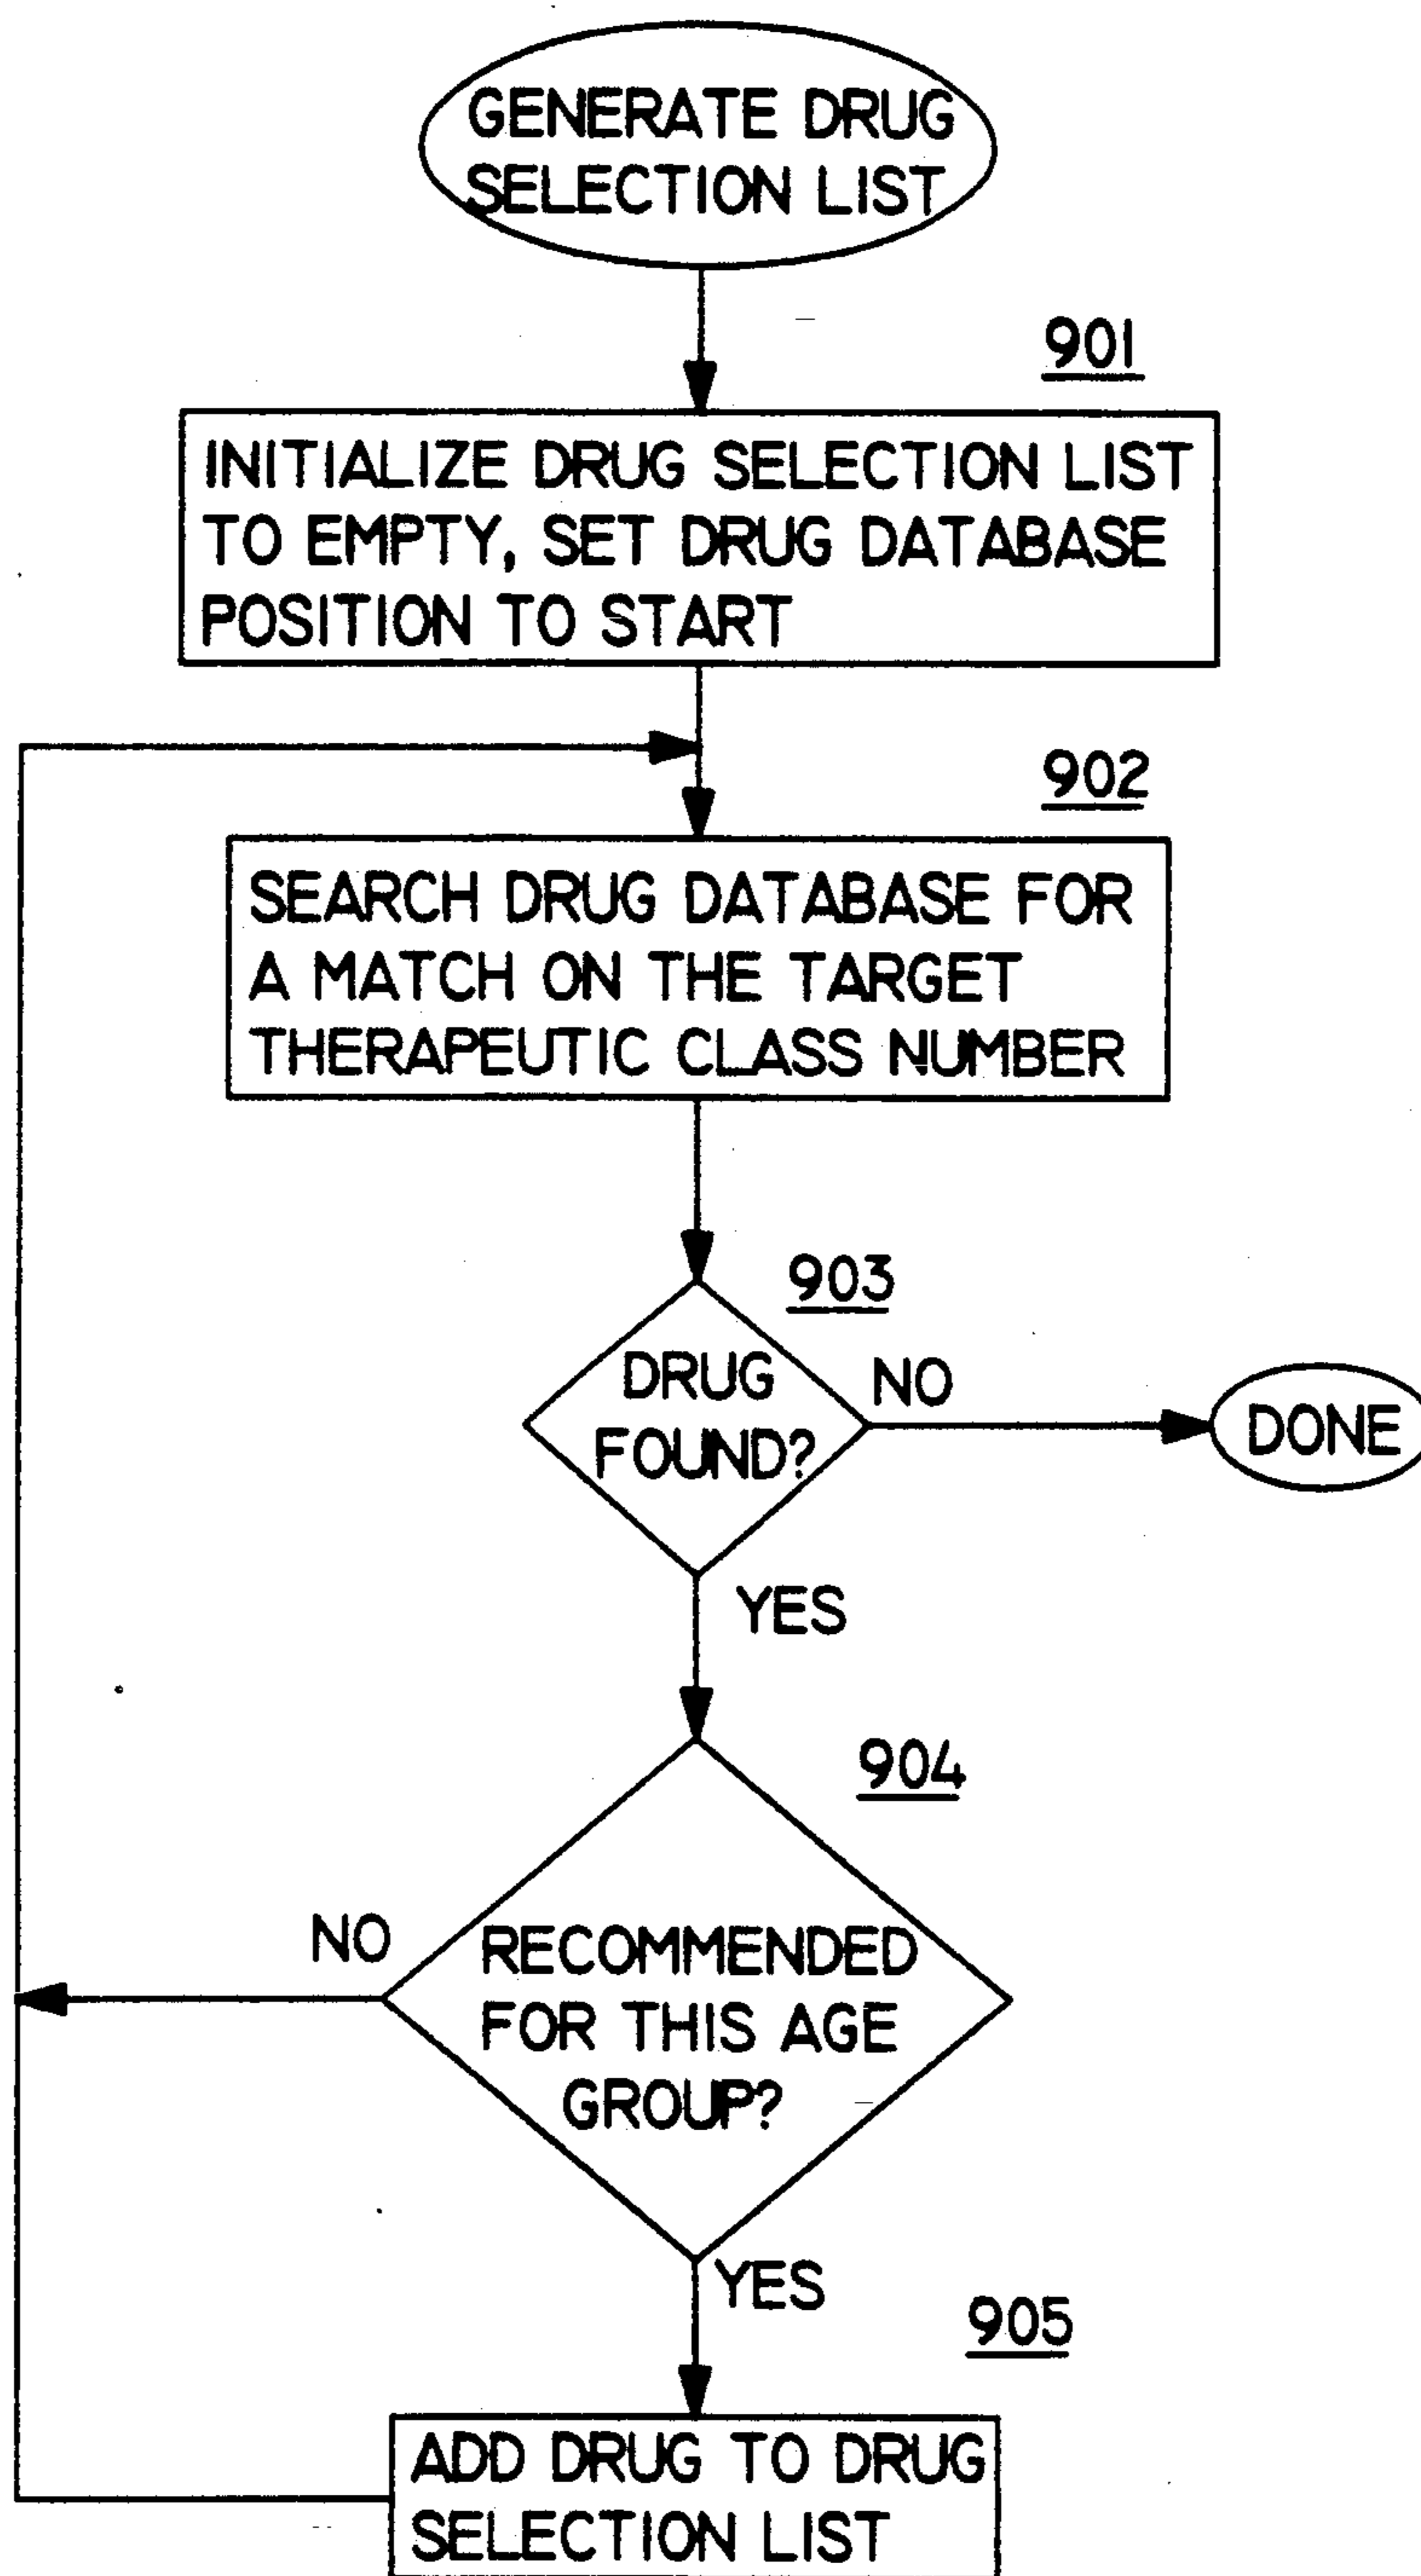 GENERATE DRUG
SELECTION LIST
901
INITIALIZE DRUG SELECTION LIST
TO EMPTY, SET DRUG DATABASE
POSITION TO START
902
SEARCH DRUG DATABASE FOR
A MATCH ON THE TARGET
THERAPEUTIC CLASS NUMBER
903
DRUG
FOUND?
NO
DONE
YES
904
NO
RECOMMENDED
FOR THIS AGE
GROUP?
YES
905
ADD DRUG TO DRUG
SELECTION LIST